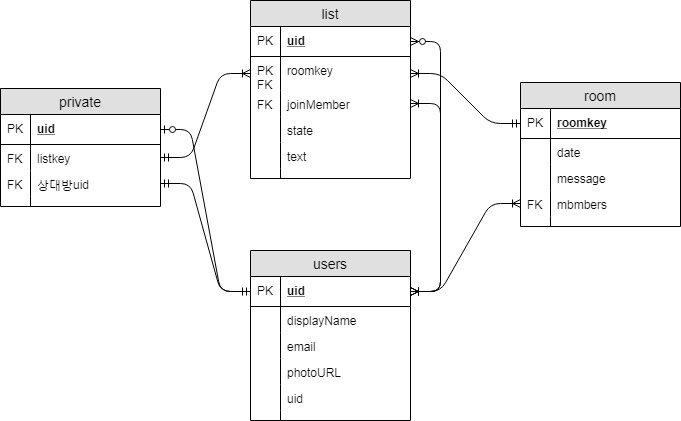 list
PK uid
PK roomkey
FK
FK joinMember
state
text
private
PK uid
FK listkey
FK 상대방uid
room
PK roomkey
date
message
FK mbmbers
users
PK uid
displayName
email
photoURL
uid